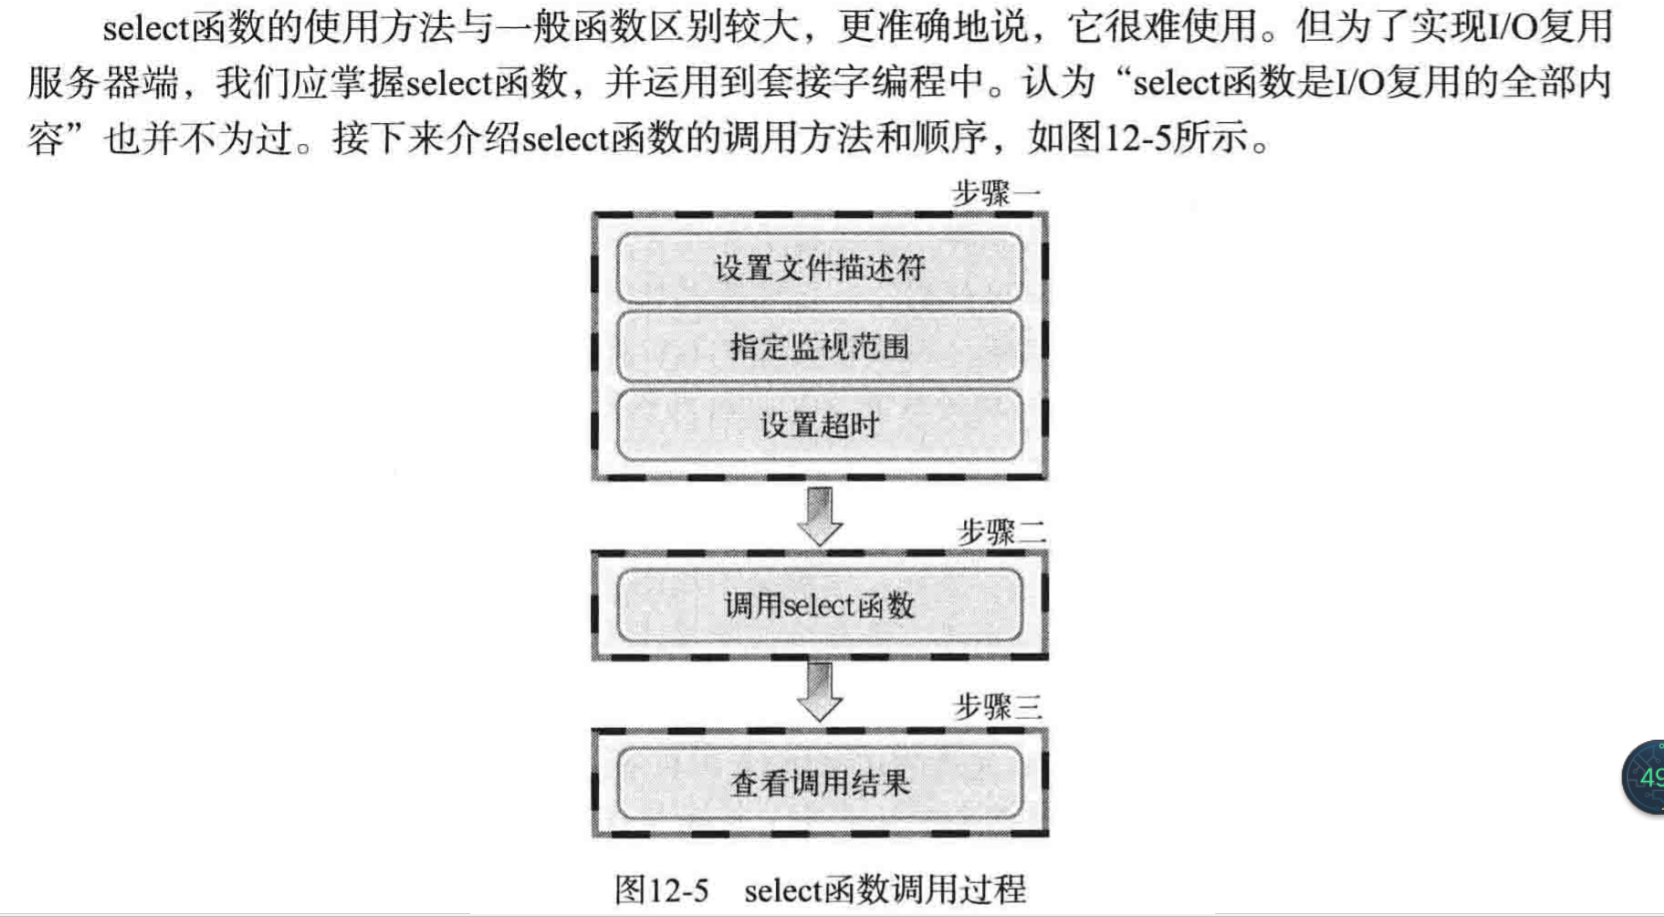 select函数的使用方法与一般函数区别较大，更准确地说，它很难使用。但为了实现I/O复用
服务器端，我们应掌握select函数，并运用到套接字编程中。认为“select函数是I/O复用的全部内
容”也并不为过。接下来介绍select函数的调用方法和顺序，如图12-5所示。
步骤一
设置文件描述符
指定监视范围
设置超时
步骤二
调用select函数
步骤三
查看调用结果
图12-5 select函数调用过程